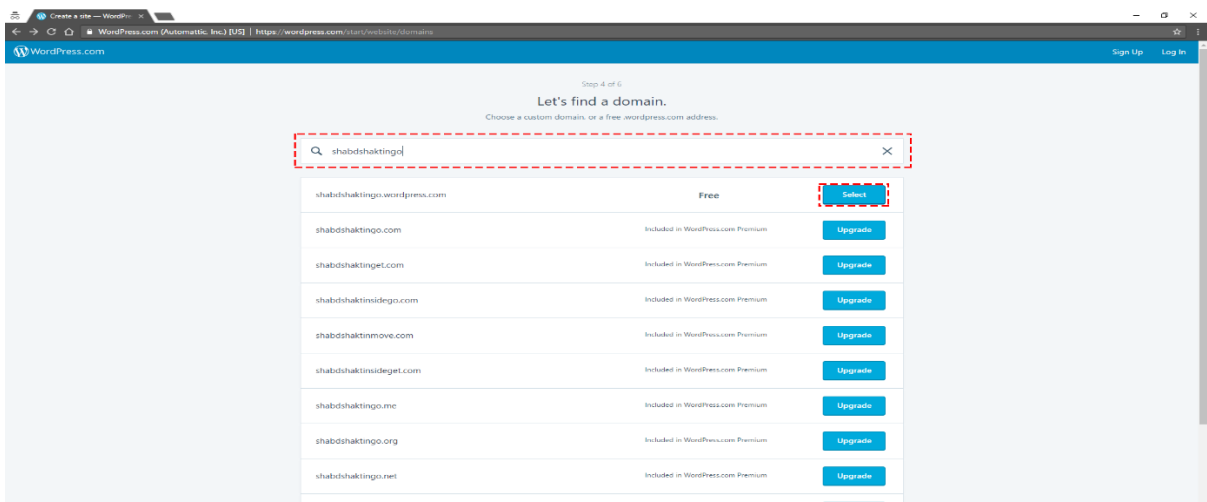 Create a site — WordPr
WordPress.com (Automattic, Inc.) [US] | https://wordpress.com/start/website/domains
WordPress.com Sign Up Log In
Step 4 of 6
Let's find a domain.
Choose a custom domain, or a free .wordpress.com address.
shabdshaktingo
shabdshaktingo.wordpress.com Free Select
shabdshaktingo.com Included in WordPress.com Premium Upgrade
shabdshaktinget.com Included in WordPress.com Premium Upgrade
shabdshaktinsidego.com Included in WordPress.com Premium Upgrade
shabdshaktinmove.com Included in WordPress.com Premium Upgrade
shabdshaktinsideget.com Included in WordPress.com Premium Upgrade
shabdshaktingo.me Included in WordPress.com Premium Upgrade
shabdshaktingo.org Included in WordPress.com Premium Upgrade
shabdshaktingo.net Included in WordPress.com Premium Upgrade